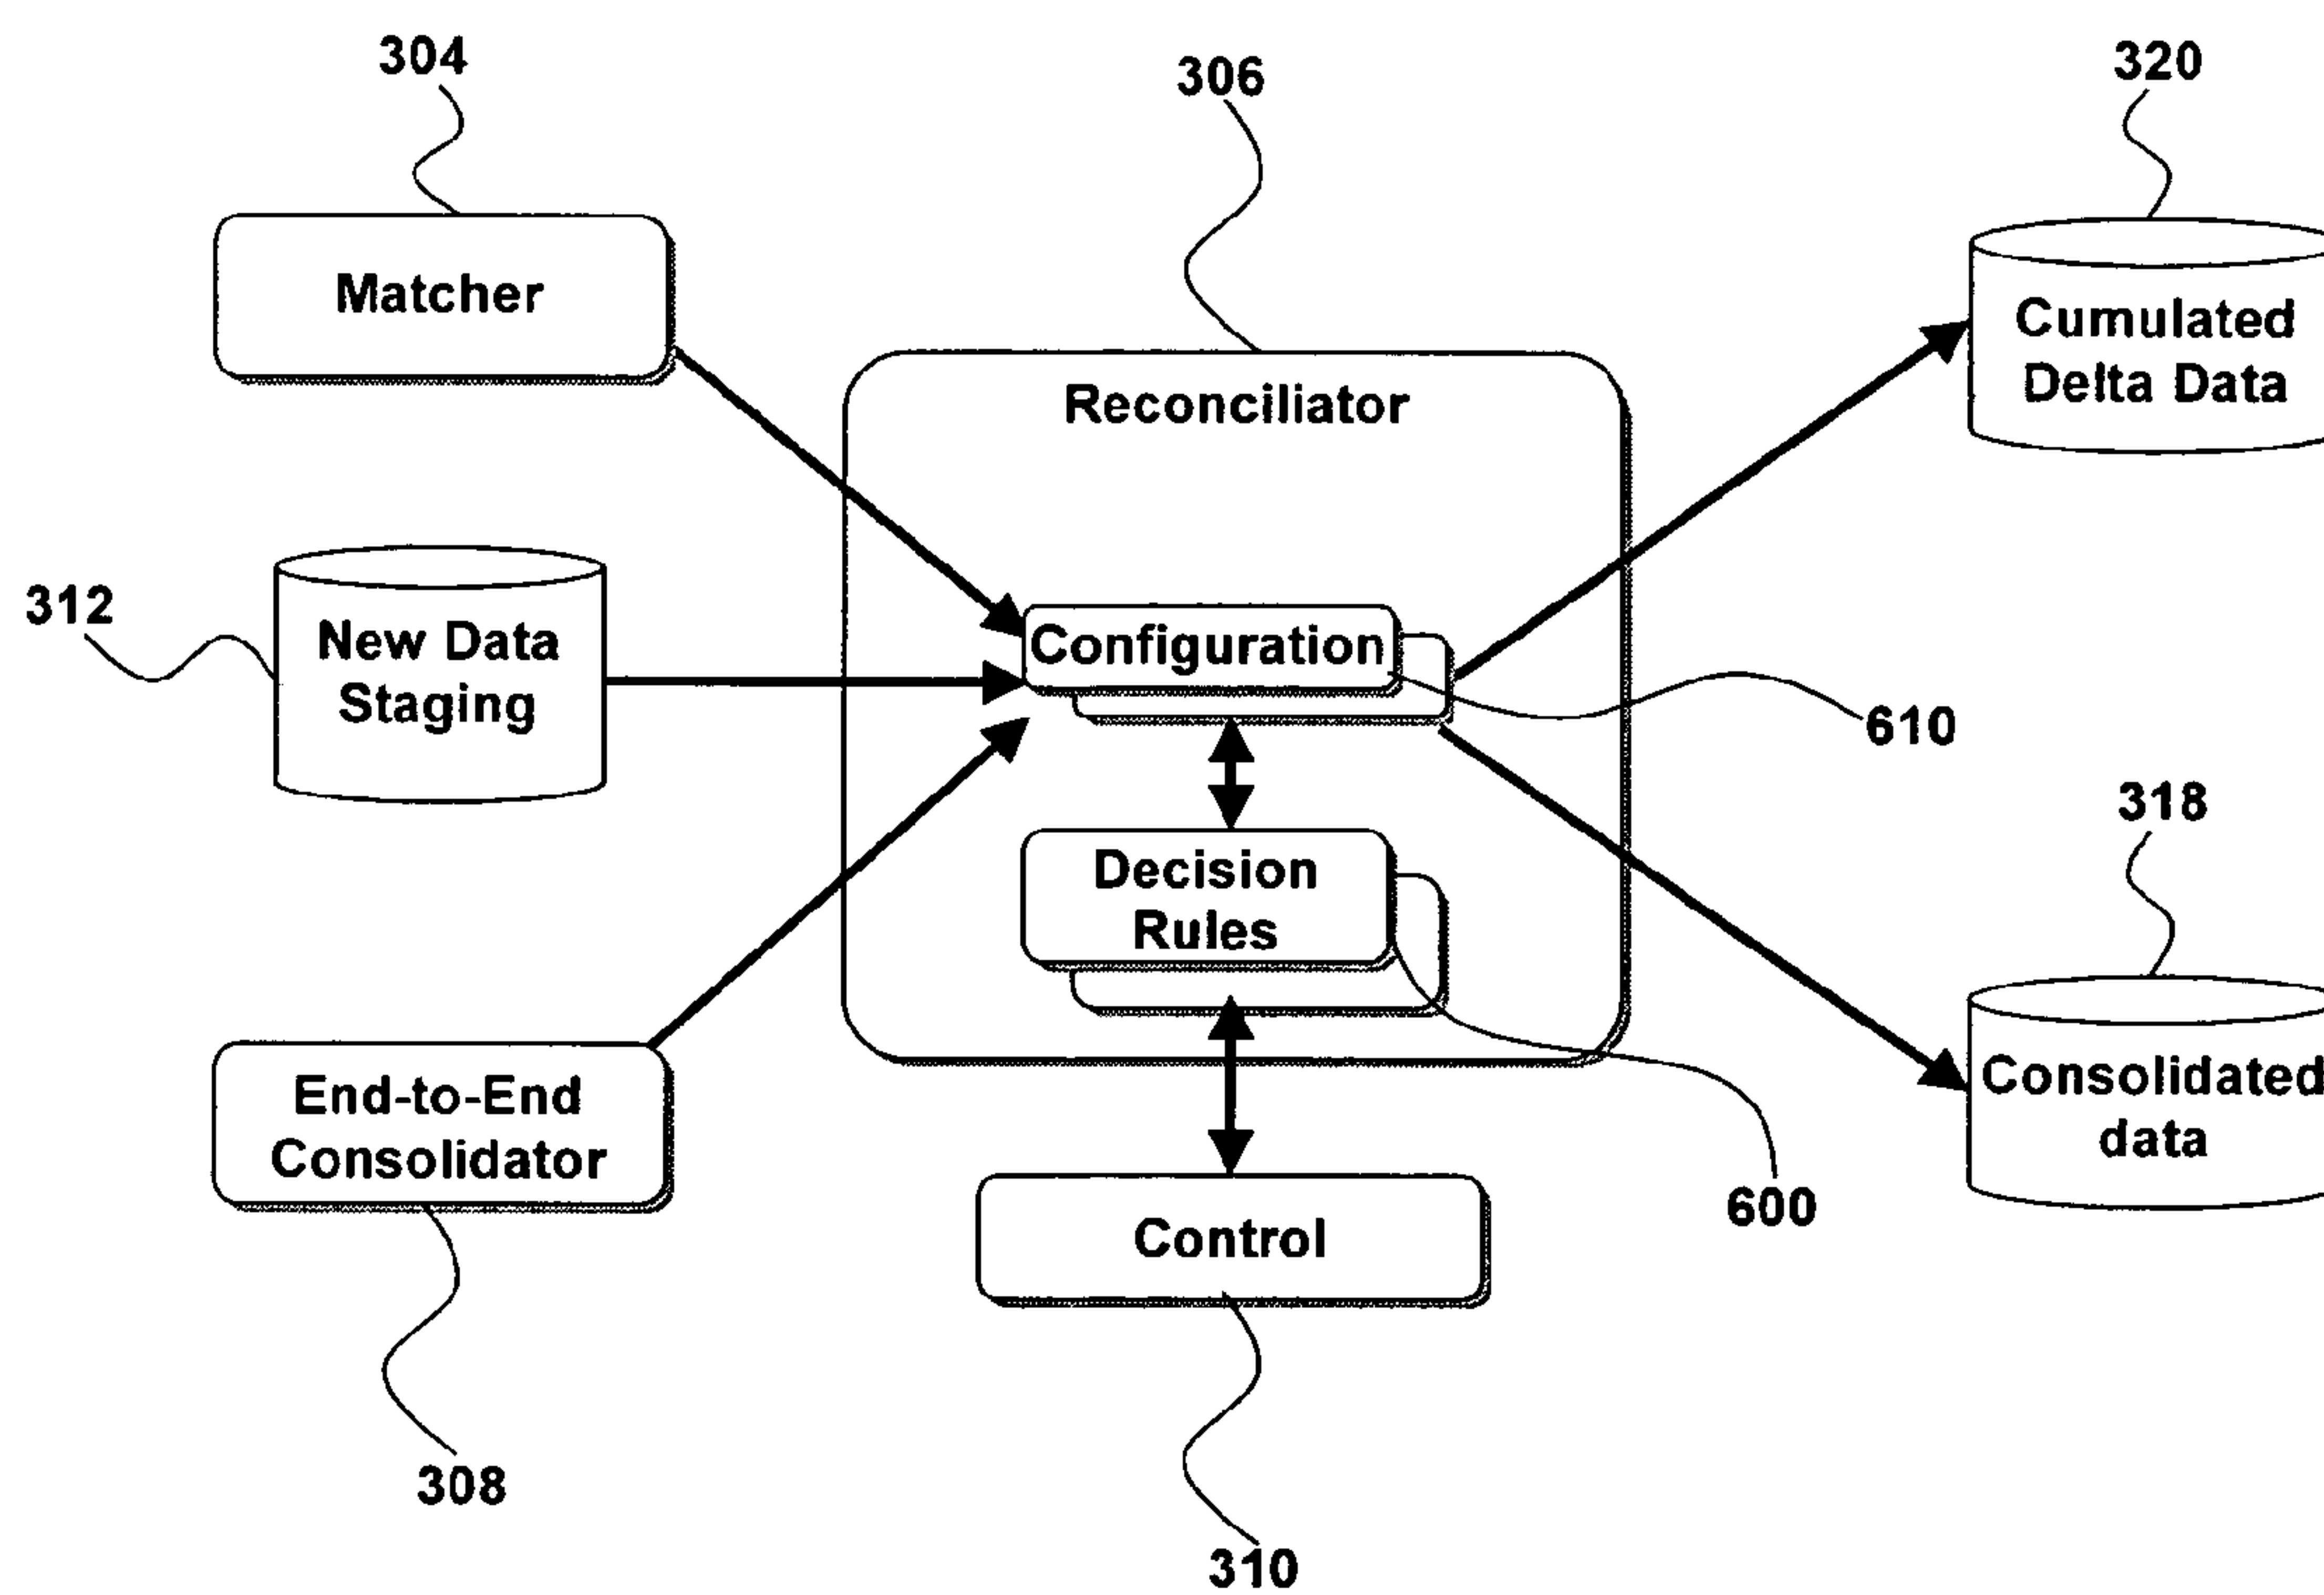 304
306
320
Matcher
Cumulated
Delta Data
Reconciliator
312
New Data
Staging
Configuration
610
318
Decision
Rules
End-to-End
Consolidator
Consolidated
data
600
Control
308
310